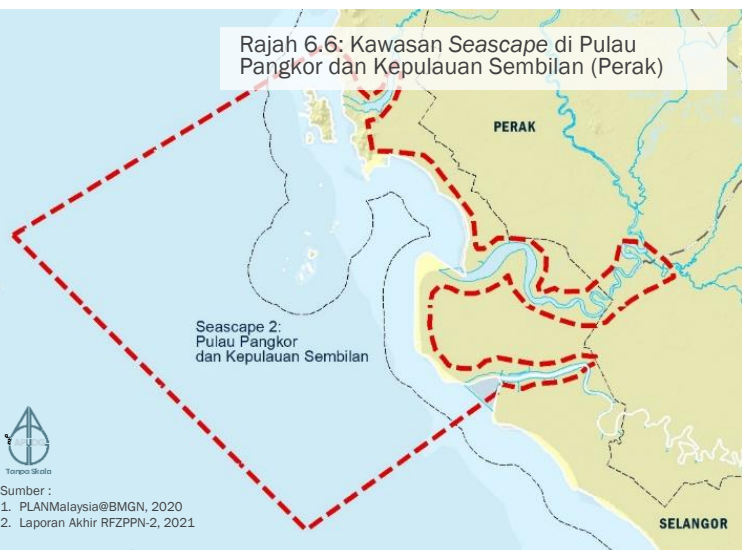 Rajah 6.6: Kawasan Seascape di Pulau
Pangkor dan Kepulauan Sembilan (Perak)
PERAK
Seascape 2:
Pulau Pangkor
dan Kepulauan Sembilan
Tanpa Skala
Sumber :
1. PLANMalaysia@BMGN, 2020
2. Laporan Akhir RFZPPN-2, 2021
SELANGOR